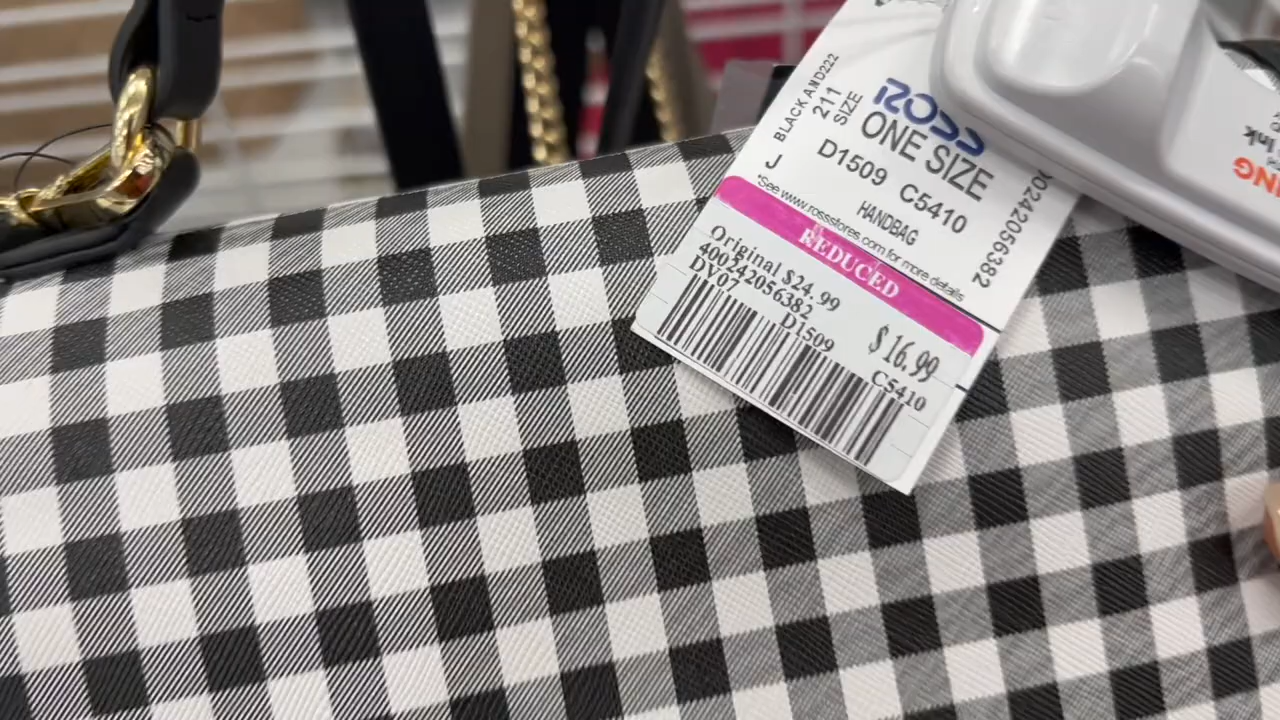 ROSS
ONE SIZE
BLACK AND222
211
SIZE
J
D1509 C5410
HANDBAG
*See www.rossstores.com for more details
REDUCED
Original $24.99
400242056382
DV07
D1509
$16.99
C5410
Ink